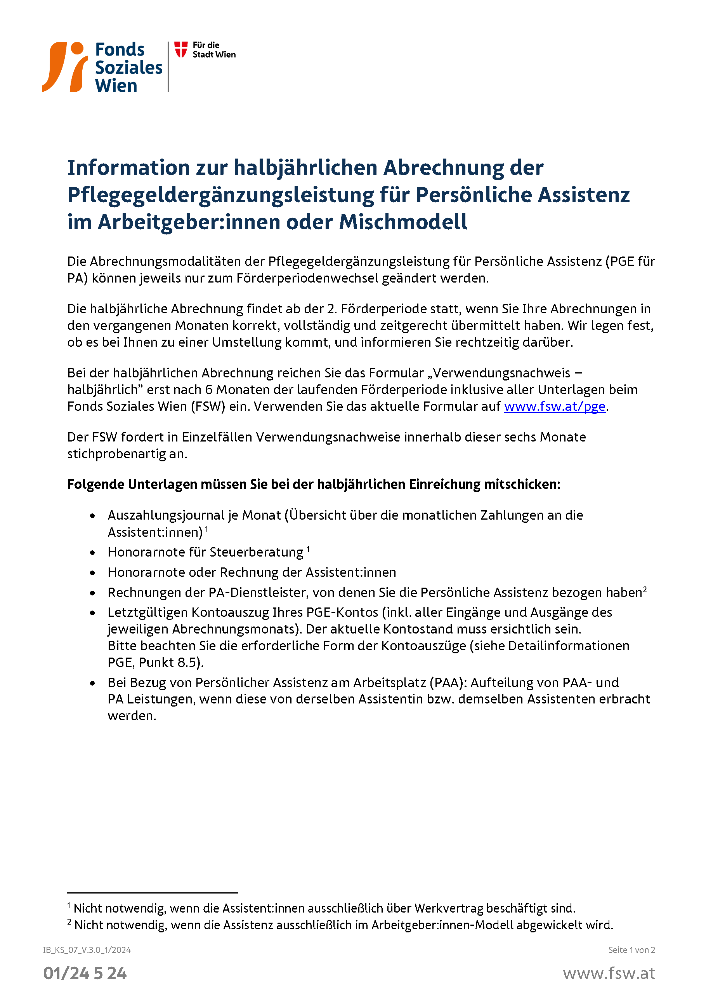 Fonds
Soziales
Wien
Für die
Stadt Wien
Information zur halbjährlichen Abrechnung der
Pflegegeldergänzungsleistung für Persönliche Assistenz
im Arbeitgeber:innen oder Mischmodell
Die Abrechnungsmodalitäten der Pflegegeldergänzungsleistung für Persönliche Assistenz (PGE für
PA) können jeweils nur zum Förderperiodenwechsel geändert werden.
Die halbjährliche Abrechnung findet ab der 2. Förderperiode statt, wenn Sie Ihre Abrechnungen in
den vergangenen Monaten korrekt, vollständig und zeitgerecht übermittelt haben. Wir legen fest,
ob es bei Ihnen zu einer Umstellung kommt, und informieren Sie rechtzeitig darüber.
Bei der halbjährlichen Abrechnung reichen Sie das Formular „Verwendungsnachweis –
halbjährlich” erst nach 6 Monaten der laufenden Förderperiode inklusive aller Unterlagen beim
Fonds Soziales Wien (FSW) ein. Verwenden Sie das aktuelle Formular auf www.fsw.at/pge.
Der FSW fordert in Einzelfällen Verwendungsnachweise innerhalb dieser sechs Monate
stichprobenartig an.
Folgende Unterlagen müssen Sie bei der halbjährlichen Einreichung mitschicken:
• Auszahlungsjournal je Monat (Übersicht über die monatlichen Zahlungen an die
Assistent:innen) ¹
• Honorarnote für Steuerberatung ¹
• Honorarnote oder Rechnung der Assistent:innen
• Rechnungen der PA-Dienstleister, von denen Sie die Persönliche Assistenz bezogen haben²
• Letztgültigen Kontoauszug Ihres PGE-Kontos (inkl. aller Eingänge und Ausgänge des
jeweiligen Abrechnungsmonats). Der aktuelle Kontostand muss ersichtlich sein.
Bitte beachten Sie die erforderliche Form der Kontoauszüge (siehe Detailinformationen
PGE, Punkt 8.5).
• Bei Bezug von Persönlicher Assistenz am Arbeitsplatz (PAA): Aufteilung von PAA- und
PA Leistungen, wenn diese von derselben Assistentin bzw. demselben Assistenten erbracht
werden.
¹ Nicht notwendig, wenn die Assistent:innen ausschließlich über Werkvertrag beschäftigt sind.
² Nicht notwendig, wenn die Assistenz ausschließlich im Arbeitgeber:innen-Modell abgewickelt wird.
IB_KS_07_V.3.0_1/2024
Seite 1 von 2
01/24 5 24
www.fsw.at